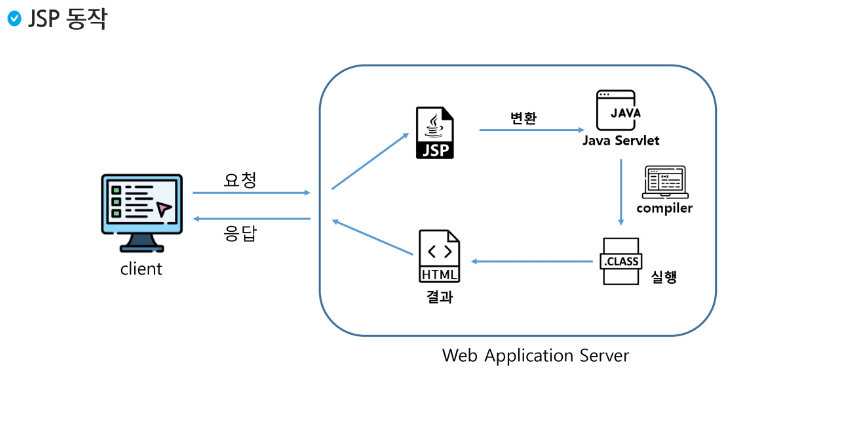 JSP 동작
JSP
변환
JAVA
Java Servlet
요청
응답
client
compiler
.CLASS
실행
HTML
결과
Web Application Server